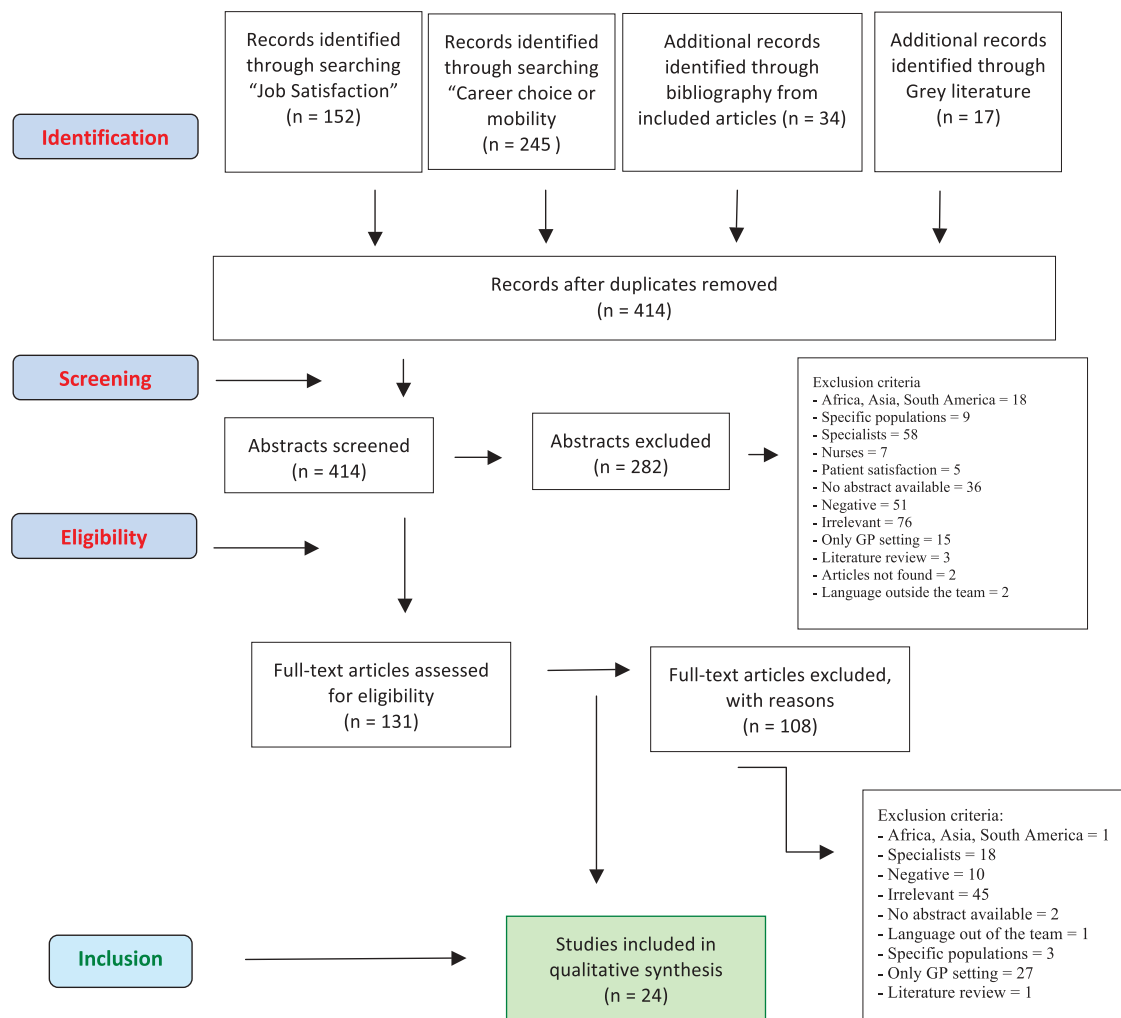 Records identified
through searching
“Job Satisfaction”
(n = 152)
Records identified
through searching
“Career choice or
mobility
(n = 245 )
Additional records
identified through
bibliography from
included articles (n = 34)
Additional records
identified through
Grey literature
(n = 17)
Identification
Records after duplicates removed
(n = 414)
Screening
Abstracts screened
(n = 414)
Abstracts excluded
(n = 282)
Exclusion criteria
- Africa, Asia, South America = 18
- Specific populations = 9
- Specialists = 58
- Nurses = 7
- Patient satisfaction = 5
- No abstract available = 36
- Negative = 51
- Irrelevant = 76
- Only GP setting = 15
- Literature review = 3
- Articles not found = 2
- Language outside the team = 2
Eligibility
Full-text articles assessed
for eligibility
(n = 131)
Full-text articles excluded,
with reasons
(n = 108)
Exclusion criteria:
- Africa, Asia, South America = 1
- Specialists = 18
- Negative = 10
- Irrelevant = 45
- No abstract available = 2
- Language out of the team = 1
- Specific populations = 3
- Only GP setting = 27
- Literature review = 1
Inclusion
Studies included in
qualitative synthesis
(n = 24)